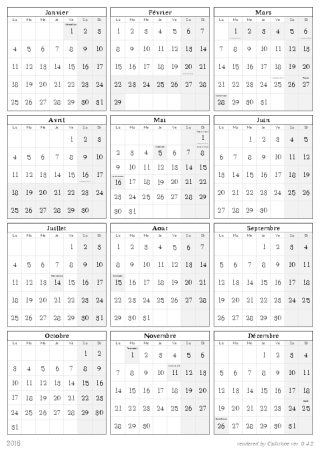 Janvier
Lu Ma Me Je Ve Sa Di
1 2 3
4 5 6 7 8 9 10
11 12 13 14 15 16 17
18 19 20 21 22 23 24
25 26 27 28 29 30 31
Février
Lu Ma Me Je Ve Sa Di
1 2 3 4 5 6 7
8 9 10 11 12 13 14
15 16 17 18 19 20 21
22 23 24 25 26 27 28
29
Mars
Lu Ma Me Je Ve Sa Di
1 2 3 4 5 6
7 8 9 10 11 12 13
14 15 16 17 18 19 20
21 22 23 24 25 26 27
28 29 30 31
Avril
Lu Ma Me Je Ve Sa Di
1 2 3
4 5 6 7 8 9 10
11 12 13 14 15 16 17
18 19 20 21 22 23 24
25 26 27 28 29 30
Mai
Lu Ma Me Je Ve Sa Di
1
2 3 4 5 6 7 8
9 10 11 12 13 14 15
16 17 18 19 20 21 22
23 24 25 26 27 28 29
30 31
Juin
Lu Ma Me Je Ve Sa Di
1 2 3 4 5
6 7 8 9 10 11 12
13 14 15 16 17 18 19
20 21 22 23 24 25 26
27 28 29 30
Juillet
Lu Ma Me Je Ve Sa Di
1 2 3
4 5 6 7 8 9 10
11 12 13 14 15 16 17
18 19 20 21 22 23 24
25 26 27 28 29 30 31
Août
Lu Ma Me Je Ve Sa Di
1 2 3 4 5 6 7
8 9 10 11 12 13 14
15 16 17 18 19 20 21
22 23 24 25 26 27 28
29 30 31
Septembre
Lu Ma Me Je Ve Sa Di
1 2 3 4
5 6 7 8 9 10 11
12 13 14 15 16 17 18
19 20 21 22 23 24 25
26 27 28 29 30
Octobre
Lu Ma Me Je Ve Sa Di
1 2
3 4 5 6 7 8 9
10 11 12 13 14 15 16
17 18 19 20 21 22 23
24 25 26 27 28 29 30
31
Novembre
Lu Ma Me Je Ve Sa Di
1 2 3 4 5 6
7 8 9 10 11 12 13
14 15 16 17 18 19 20
21 22 23 24 25 26 27
28 29 30
Décembre
Lu Ma Me Je Ve Sa Di
1 2 3 4
5 6 7 8 9 10 11
12 13 14 15 16 17 18
19 20 21 22 23 24 25
26 27 28 29 30 31
2016
rendered by Callirhoe ver. 0.4.2